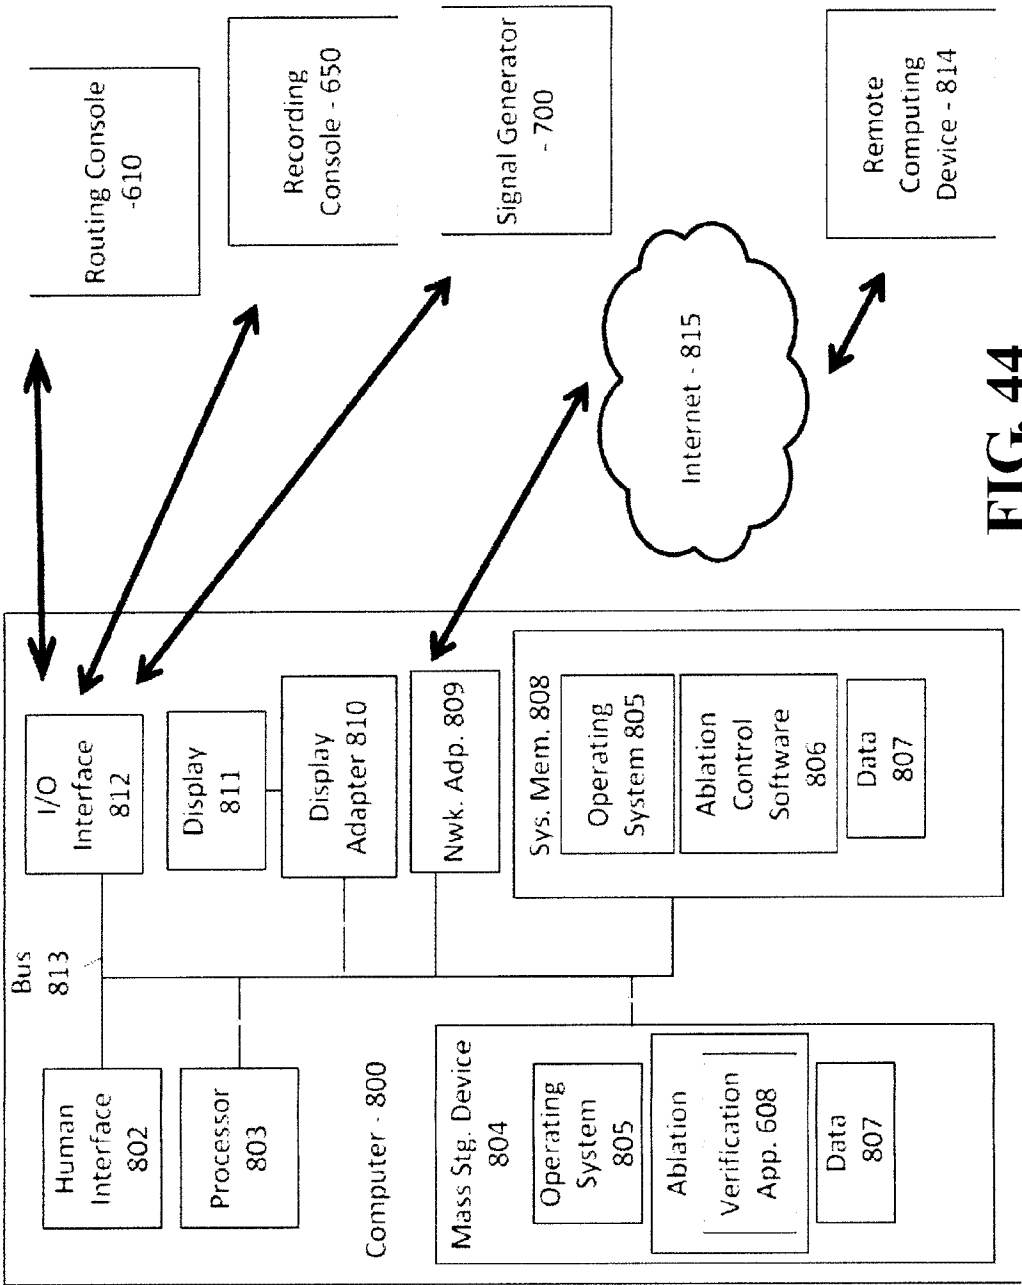 Human
Interface
802
Processor
803
Computer - 800
Mass Stg. Device
804
Operating
System
805
Ablation
Verification
App. 608
Data
807
Bus
813
I/O
Interface
812
Display
811
Display
Adapter 810
Nwk. Adp. 809
Sys. Mem. 808
Operating
System 805
Ablation
Control
Software
806
Data
807
Routing Console
-610
Recording
Console - 650
Signal Generator
- 700
Internet - 815
Remote
Computing
Device - 814
FIG. 44